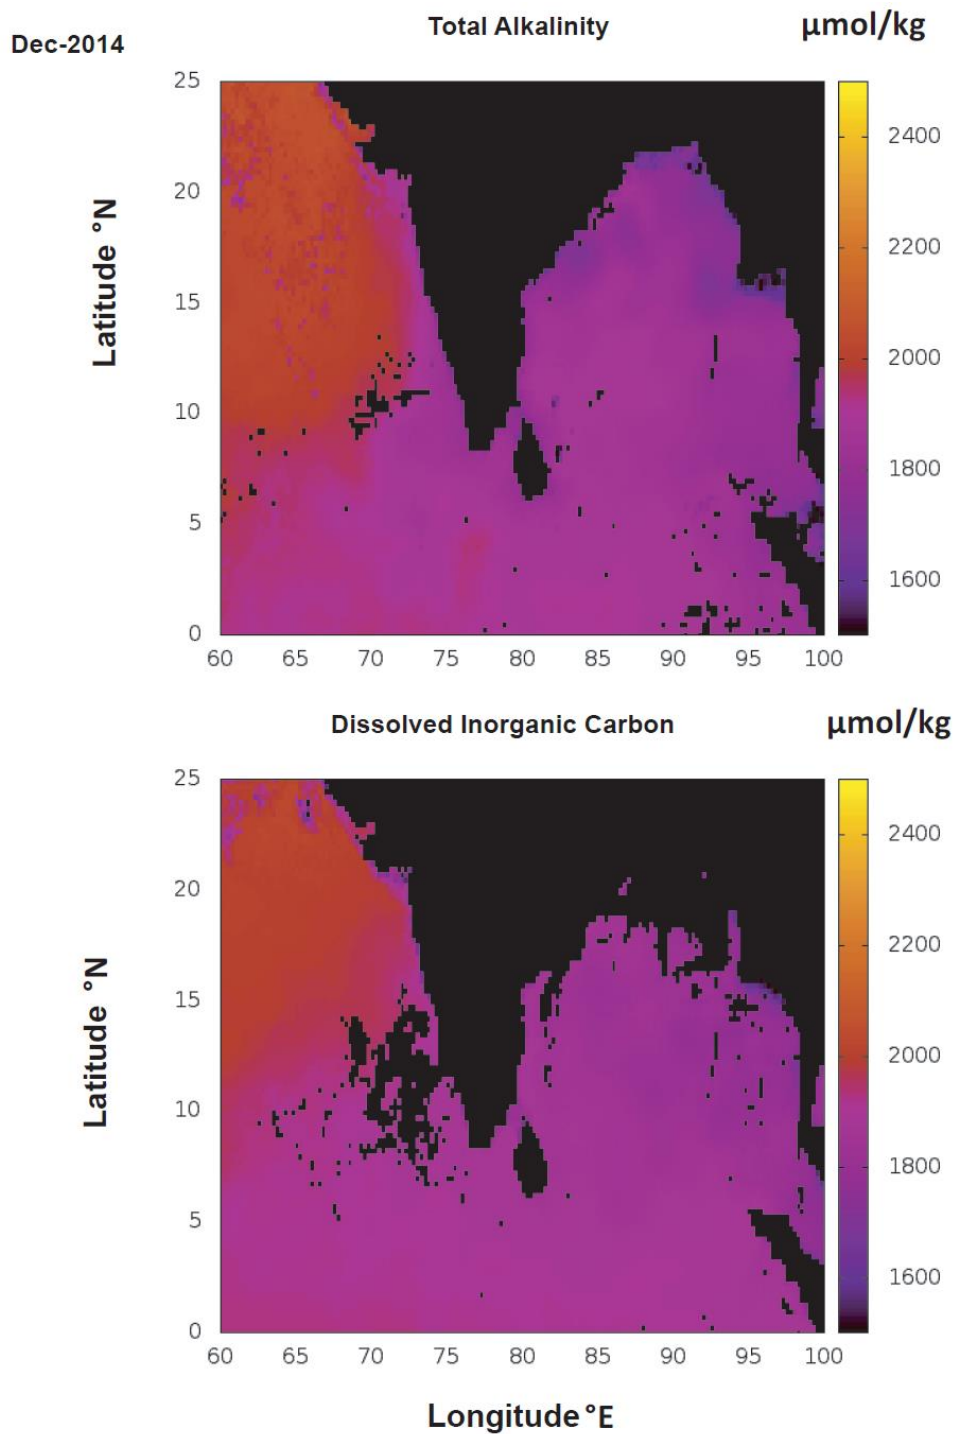 Dec-2014
Total Alkalinity
µmol/kg
25
20
15
10
5
0
Latitude °N
60 65 70 75 80 85 90 95 100
2400
2200
2000
1800
1600
Dissolved Inorganic Carbon
µmol/kg
25
20
15
10
5
0
Latitude °N
60 65 70 75 80 85 90 95 100
2400
2200
2000
1800
1600
Longitude °E